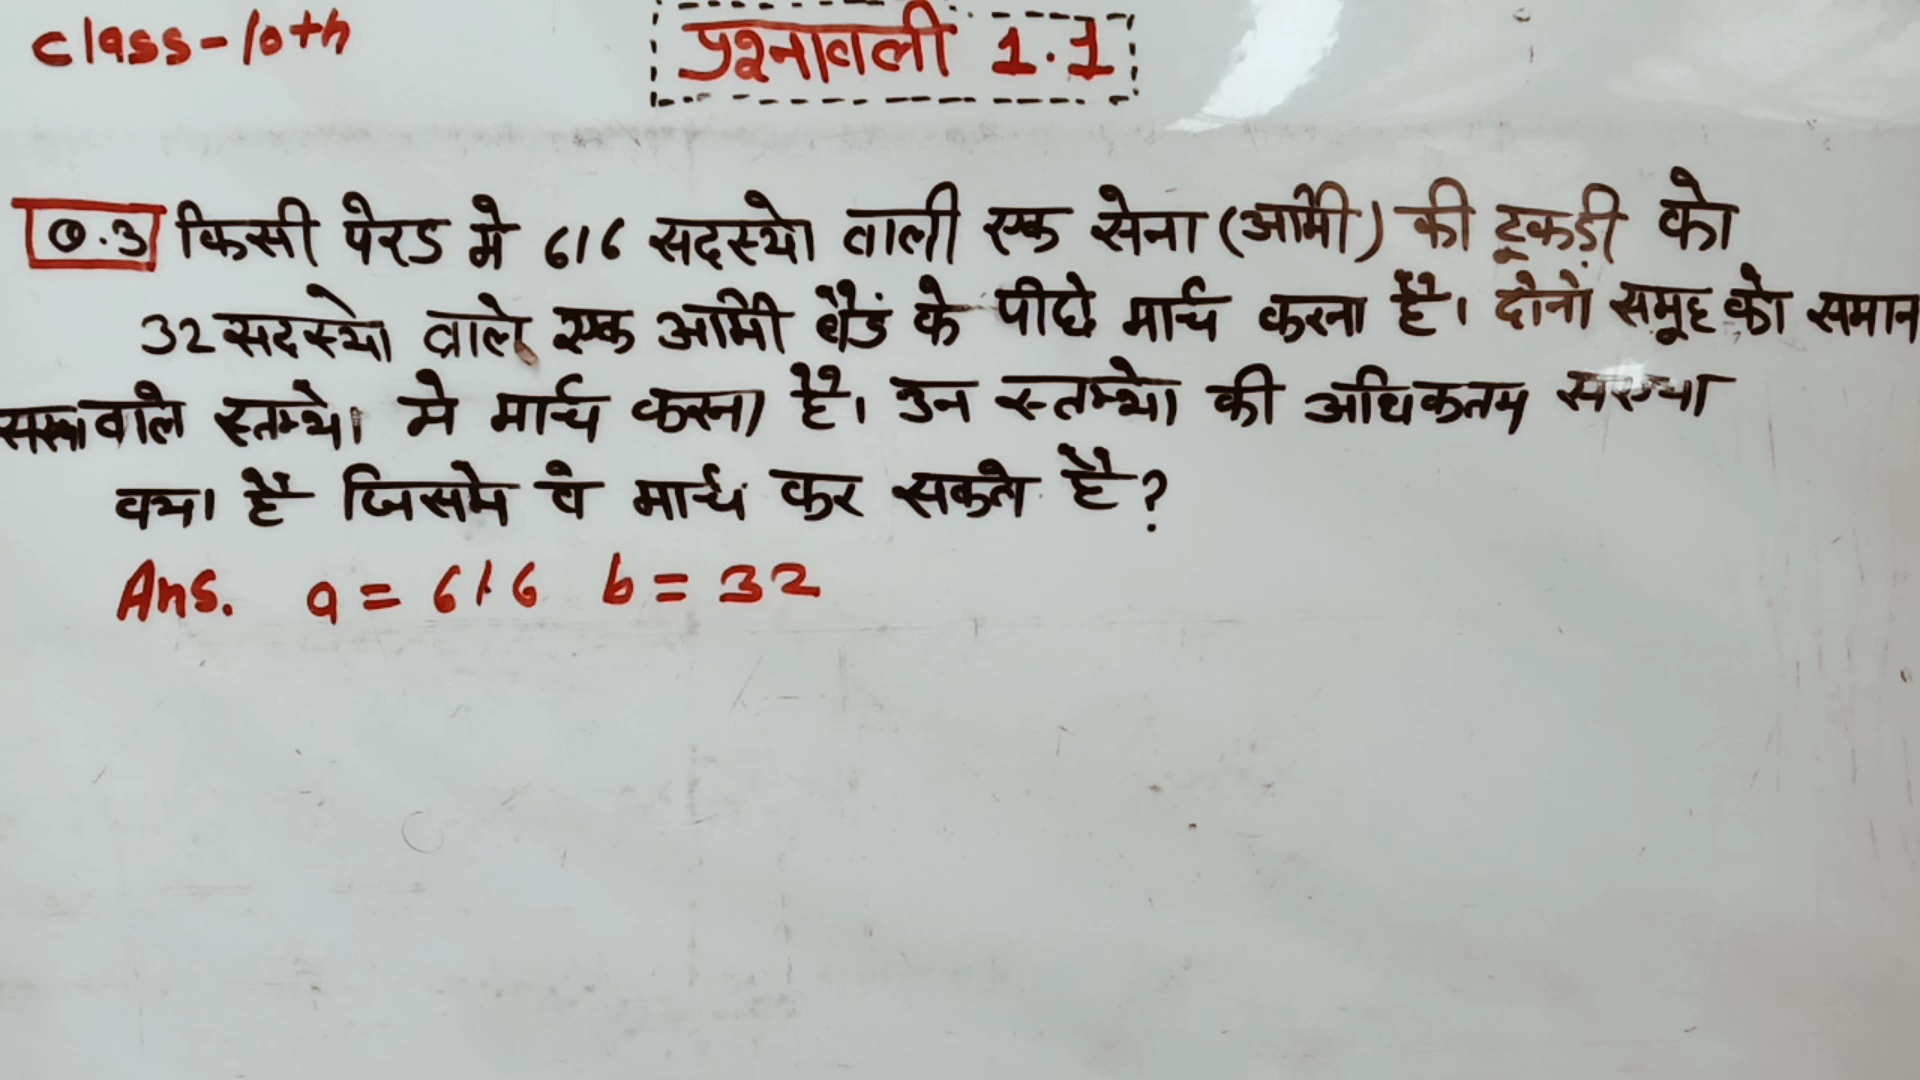 class-10th
प्रश्नावली 1.1
Q.3 किसी पेरड मे 616 सदस्यो वाली एक सेना (आर्मी) की टूकड़ी को
32 सदस्यो वाले एक आर्मी बैंड के पीछे मार्च करना है। दोनो समूह को समान
संख्या वाले स्तम्भो मे मार्च करना है। उन स्तम्भो की अधिकतम संख्या
क्या है जिसमे वे मार्च कर सकते है?
Ans. a = 616 b = 32